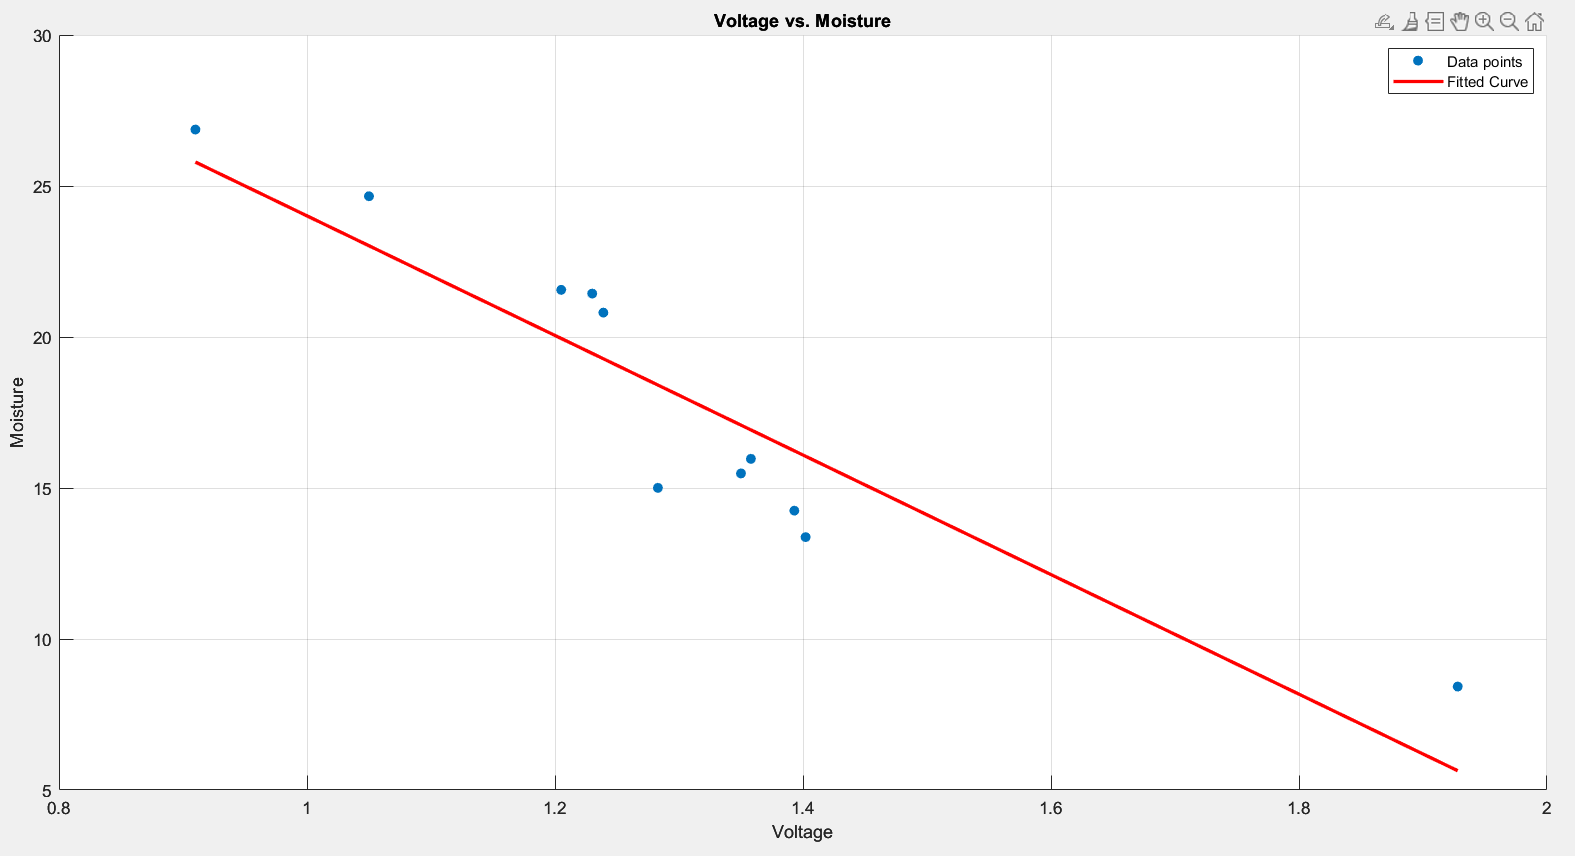 Voltage vs. Moisture
Data points
Fitted Curve
30
25
20
15
10
5
Moisture
0.8
1
1.2
1.4
1.6
1.8
2
Voltage